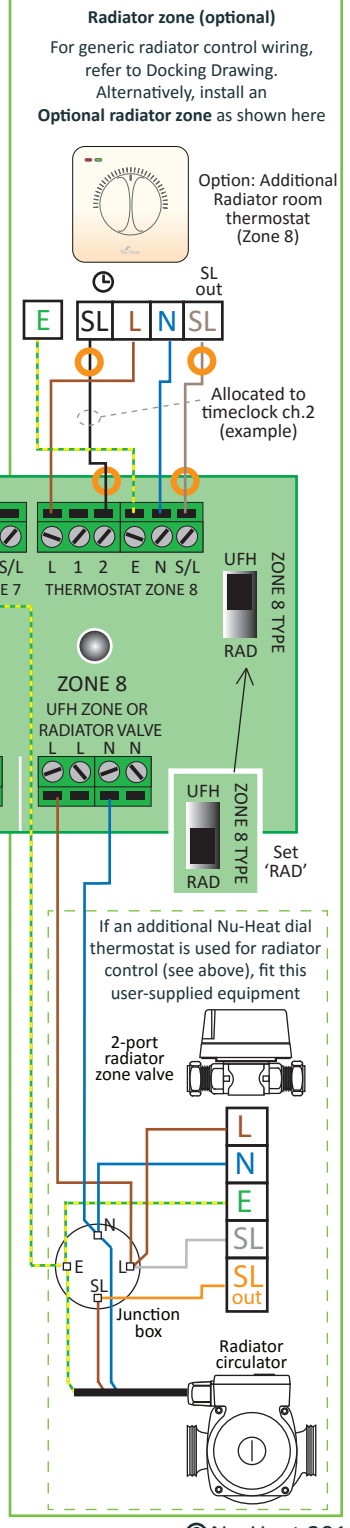 Radiator zone (optional)
For generic radiator control wiring,
refer to Docking Drawing.
Alternatively, install an
Optional radiator zone as shown here
Option: Additional
Radiator room
thermostat
(Zone 8)
SL
out
E SL L N SL
Allocated to
timeclock ch.2
(example)
S/L L 1 2 E N S/L
E 7 THERMOSTAT ZONE 8
UFH
RAD
ZONE 8 TYPE
ZONE 8
UFH ZONE OR
RADIATOR VALVE
L L N N
UFH
RAD
ZONE 8 TYPE
Set
‘RAD’
If an additional Nu-Heat dial
thermostat is used for radiator
control (see above), fit this
user-supplied equipment
2-port
radiator
zone valve
L
N
E
SL
SL
out
N
E
L
SL
Junction
box
Radiator
circulator